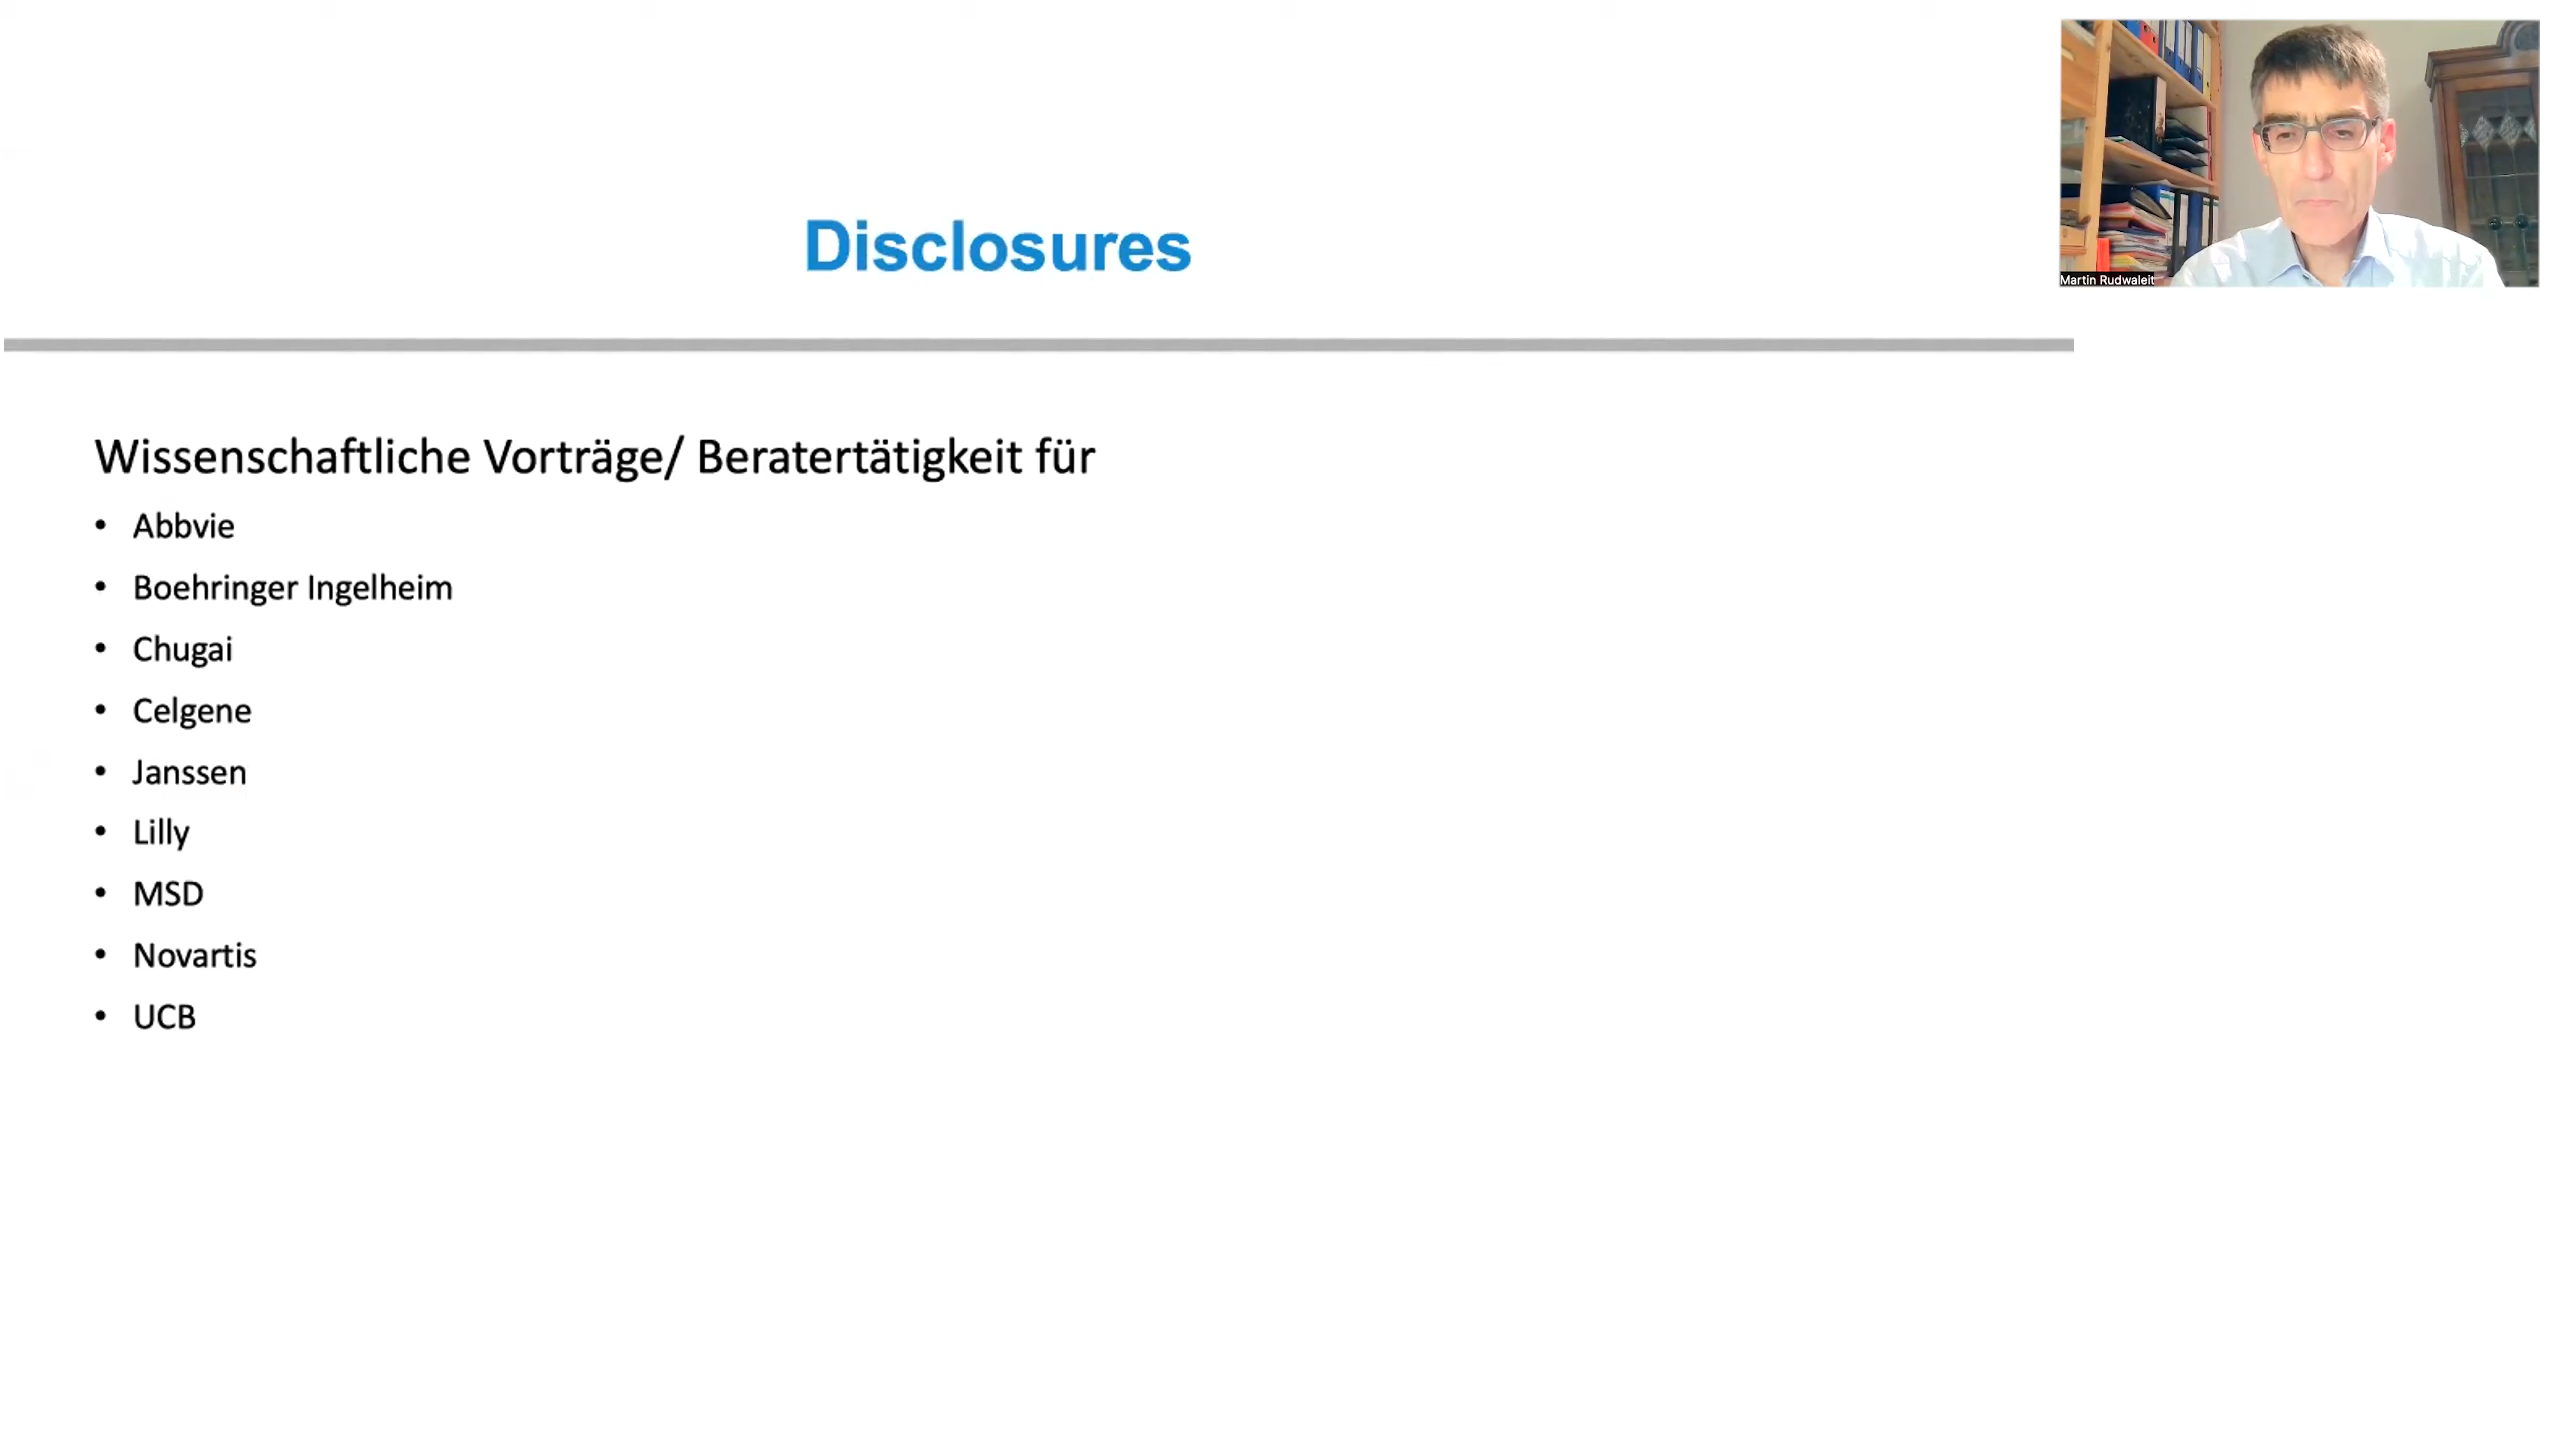 Disclosures
Martin Rudwaleit
Wissenschaftliche Vorträge/ Beratertätigkeit für
• Abbvie
• Boehringer Ingelheim
• Chugai
• Celgene
• Janssen
• Lilly
• MSD
• Novartis
• UCB